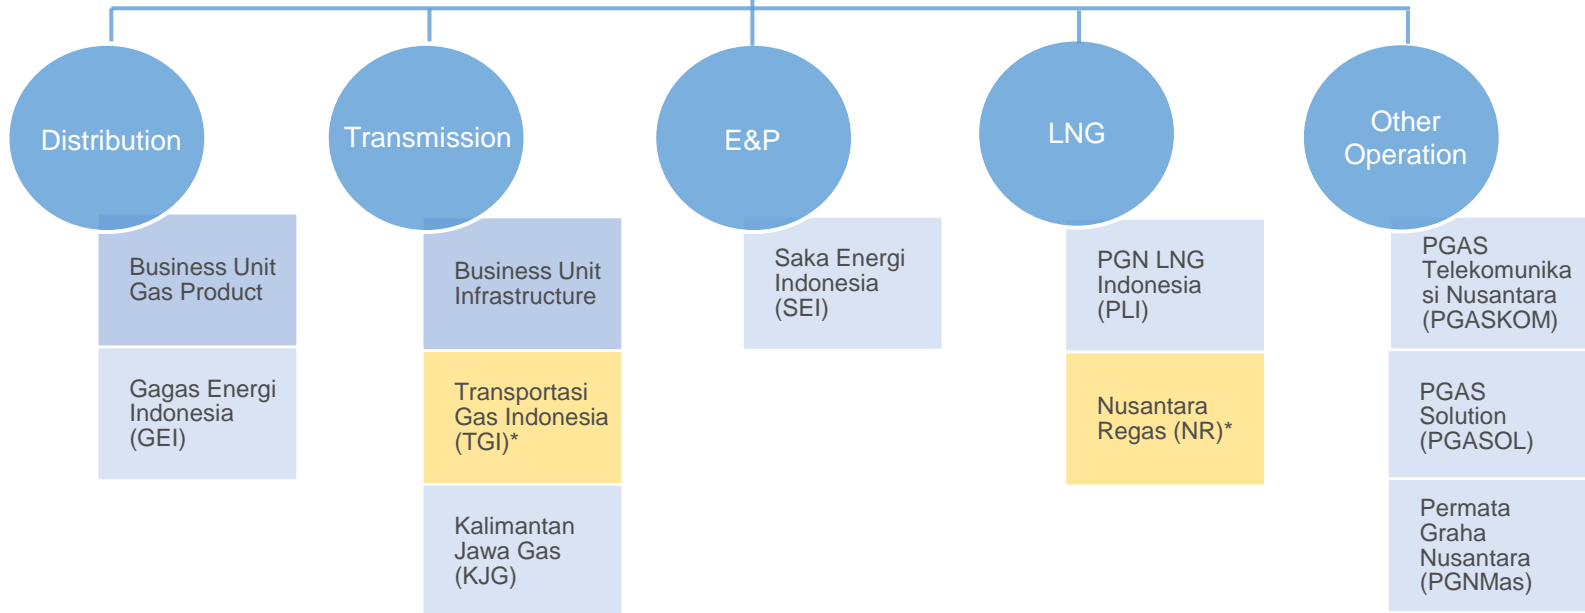 Distribution
Business Unit
Gas Product
Gagas Energi
Indonesia
(GEI)
Transmission
Business Unit
Infrastructure
Transportasi
Gas Indonesia
(TGI)*
Kalimantan
Jawa Gas
(KJG)
E&P
Saka Energi
Indonesia
(SEI)
LNG
PGN LNG
Indonesia
(PLI)
Nusantara
Regas (NR)*
Other
Operation
PGAS
Telekomunika
si Nusantara
(PGASKOM)
PGAS
Solution
(PGASOL)
Permata
Graha
Nusantara
(PGNMas)